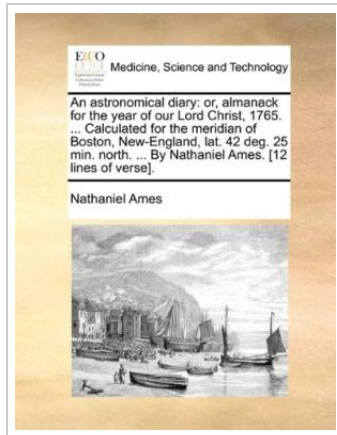 ECCO
Medicine, Science and Technology
An astronomical diary: or, almanack
for the year of our Lord Christ, 1765.
... Calculated for the meridian of
Boston, New-England, lat. 42 deg. 25
min. north. ... By Nathaniel Ames. [12
lines of verse].
Nathaniel Ames